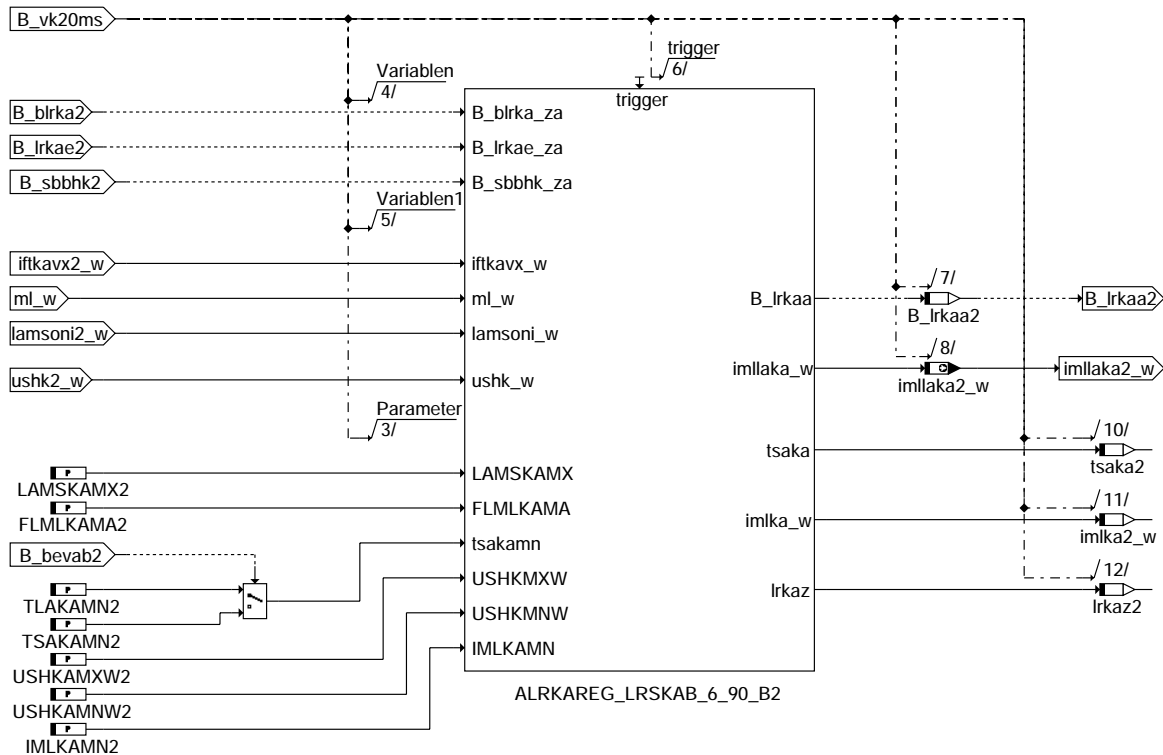 B_vk20ms
trigger
6/
Variablen
4/
trigger
B_blrka2
B_blrka_za
B_lrkae2
B_lrkae_za
B_sbbhk2
B_sbbhk_za
Variablen1
5/
iftkavx2_w
iftkavx_w
7/
ml_w
ml_w
B_lrkaa
B_lrkaa2
B_lrkaa2
lamsoni2_w
lamsoni_w
8/
ushk2_w
ushk_w
imllaka_w
imllaka2_w
imllaka2_w
Parameter
3/
10/
tsaka
tsaka2
P
LAMSKAMX2
LAMSKAMX
11/
P
FLMLKAMA2
FLMLKAMA
imlka_w
imlka2_w
B_bevab2
tsakamn
12/
P
TLAKAMN2
USHKMXW
lrkaz
lrkaz2
P
TSAKAMN2
USHKMNW
P
USHKAMXW2
IMLKAMN
P
USHKAMNW2
ALRKAREG_LRSKAB_6_90_B2
P
IMLKAMN2